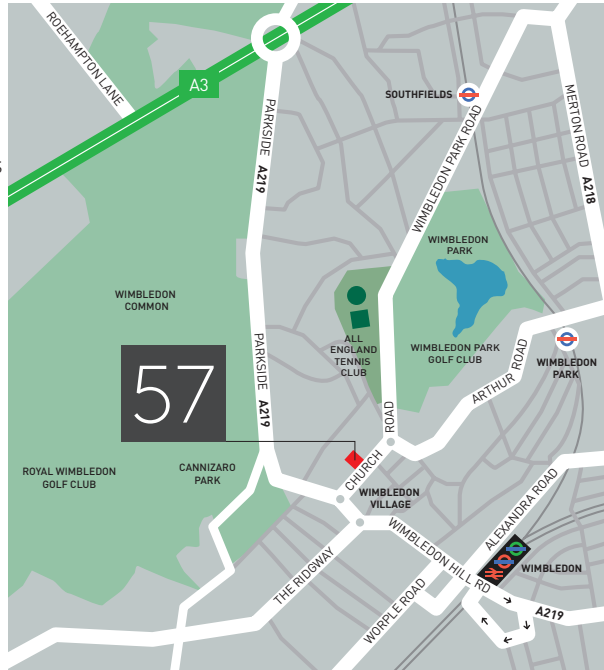 ROEHAMPTON LANE
A3
PARKSIDE A219
SOUTHFIELDS
WIMBLEDON PARK ROAD
MERTON ROAD A218
WIMBLEDON
PARK
WIMBLEDON
COMMON
ALL
ENGLAND
TENNIS
CLUB
WIMBLEDON PARK
GOLF CLUB
WIMBLEDON
PARK
PARKSIDE A219
57
ARTHUR ROAD
CHURCH ROAD
ROYAL WIMBLEDON
GOLF CLUB
CANNIZARO
PARK
WIMBLEDON
VILLAGE
ALEXANDRA ROAD
WIMBLEDON HILL RD
WIMBLEDON
THE RIDGWAY
WORPLE ROAD
A219